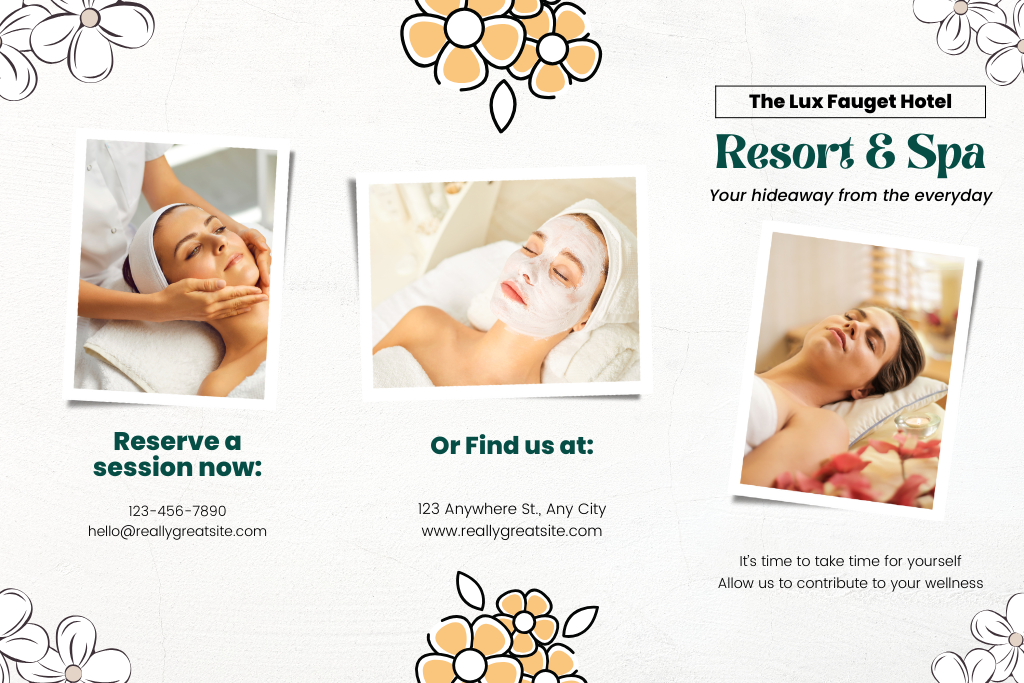 Reserve a
session now:
123-456-7890
hello@reallygreatsite.com
Or Find us at:
123 Anywhere St., Any City
www.reallygreatsite.com
The Lux Fauget Hotel
Resort & Spa
Your hideaway from the everyday
It's time to take time for yourself
Allow us to contribute to your wellness